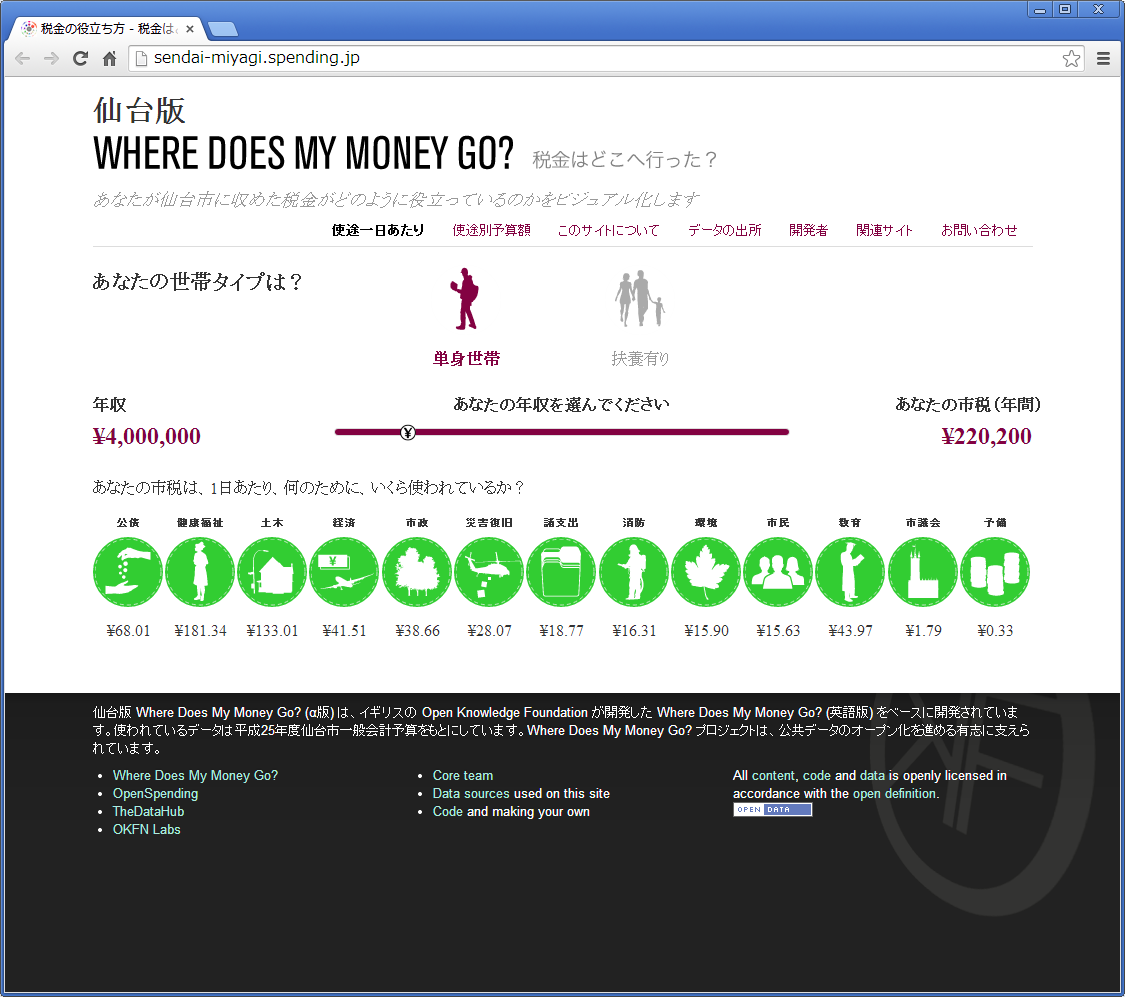 税金の役立ち方 - 税金は
sendai-miyagi.spending.jp
仙台版
WHERE DOES MY MONEY GO? 税金はどこへ行った？
あなたが仙台市に収めた税金がどのように役立っているのかをビジュアル化します
使途一日あたり 使途別予算額 このサイトについて データの出所 開発者 関連サイト お問い合わせ
あなたの世帯タイプは？
単身世帯 扶養有り
年収 あなたの年収を選んでください あなたの市税（年間）
¥4,000,000 ¥ ¥220,200
あなたの市税は、1日あたり、何のために、いくら使われているか？
公債 健康福祉 土木 経済 市政 災害復旧 諸支出 消防 環境 市民 教育 市議会 予備
¥
¥68.01 ¥181.34 ¥133.01 ¥41.51 ¥38.66 ¥28.07 ¥18.77 ¥16.31 ¥15.90 ¥15.63 ¥43.97 ¥1.79 ¥0.33
仙台版 Where Does My Money Go? (α版) は、イギリスの Open Knowledge Foundation が開発した Where Does My Money Go? (英語版) をベースに開発されていま
す。使われているデータは平成25年度仙台市一般会計予算をもとにしています。Where Does My Money Go? プロジェクトは、公共データのオープン化を進める有志に支えら
れています。
Where Does My Money Go?
OpenSpending
TheDataHub
OKFN Labs
Core team
Data sources used on this site
Code and making your own
All content, code and data is openly licensed in
accordance with the open definition.
OPEN DATA